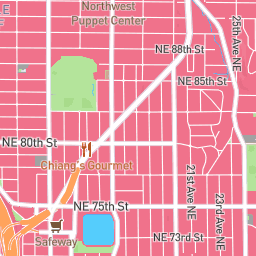 Northwest
Puppet Center
25th Ave NE
NE 88th St
NE 85th St
NE 80th St
Chiang's Gourmet
21st Ave NE
23rd Ave NE
NE 75th St
NE 73rd St
Safeway